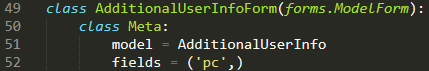 49 class AdditionalUserInfoForm(forms.ModelForm):
50     class Meta:
51         model = AdditionalUserInfo
52         fields = ('pc',)